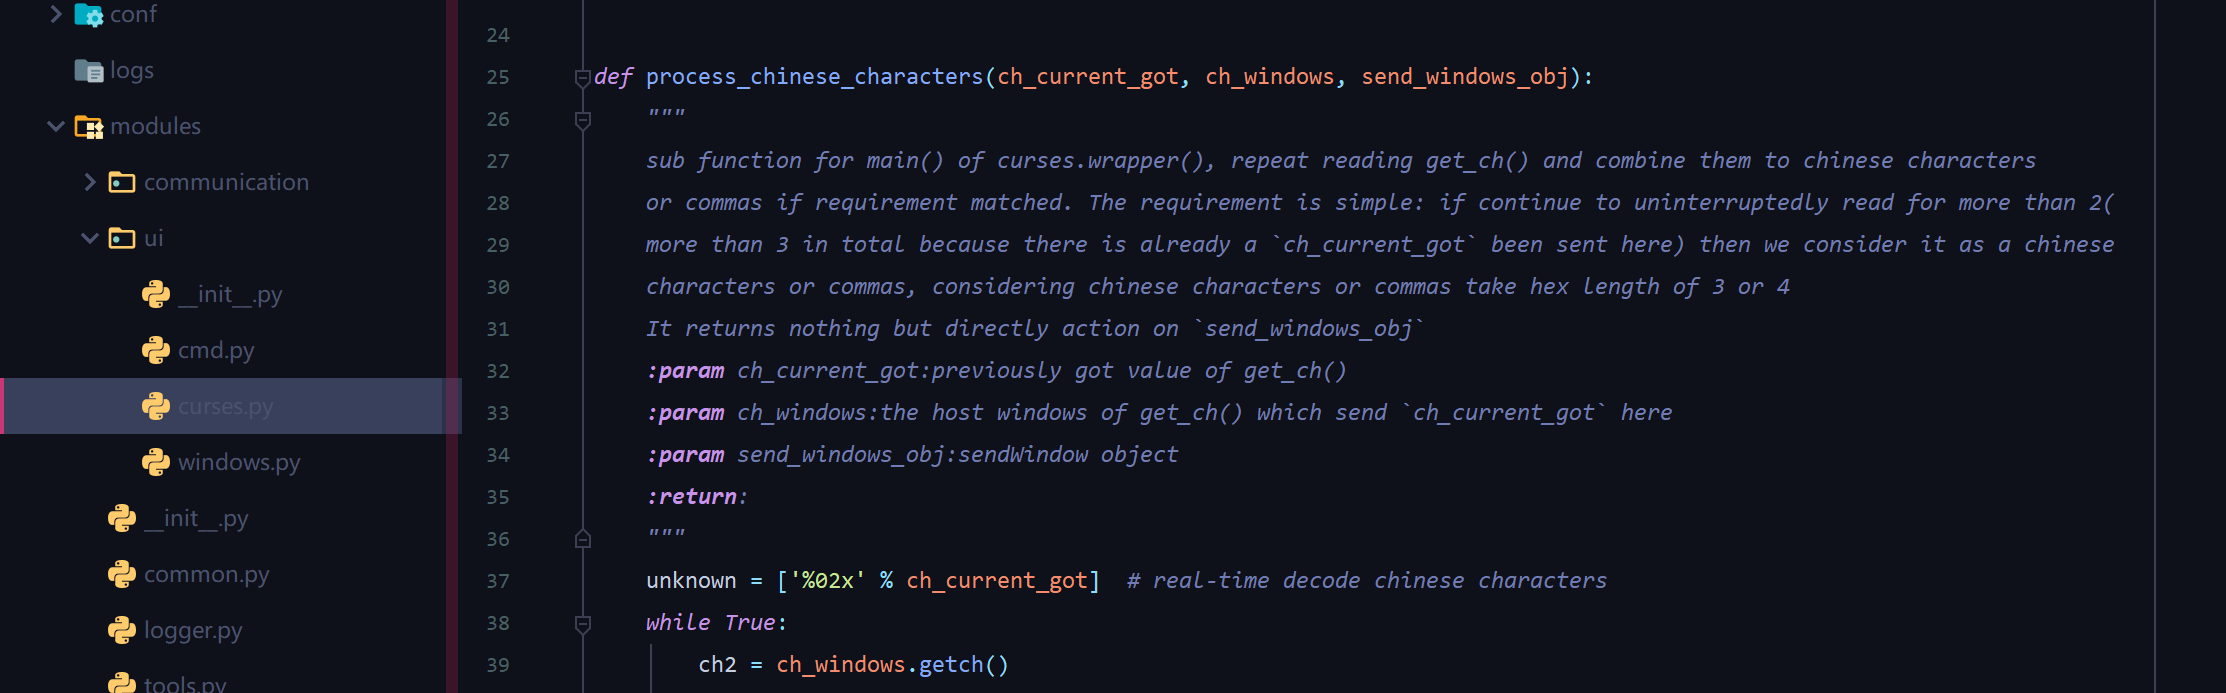 conf
logs
modules
communication
ui
__init__.py
cmd.py
curses.py
windows.py
__init__.py
common.py
logger.py
tools.py
24
25 def process_chinese_characters(ch_current_got, ch_windows, send_windows_obj):
26 """
27 sub function for main() of curses.wrapper(), repeat reading get_ch() and combine them to chinese characters
28 or commas if requirement matched. The requirement is simple: if continue to uninterruptedly read for more than 2(
29 more than 3 in total because there is already a `ch_current_got` been sent here) then we consider it as a chinese
30 characters or commas, considering chinese characters or commas take hex length of 3 or 4
31 It returns nothing but directly action on `send_windows_obj`
32 :param ch_current_got:previously got value of get_ch()
33 :param ch_windows:the host windows of get_ch() which send `ch_current_got` here
34 :param send_windows_obj:sendWindow object
35 :return:
36 """
37 unknown = ['%02x' % ch_current_got]  # real-time decode chinese characters
38 while True:
39 ch2 = ch_windows.getch()